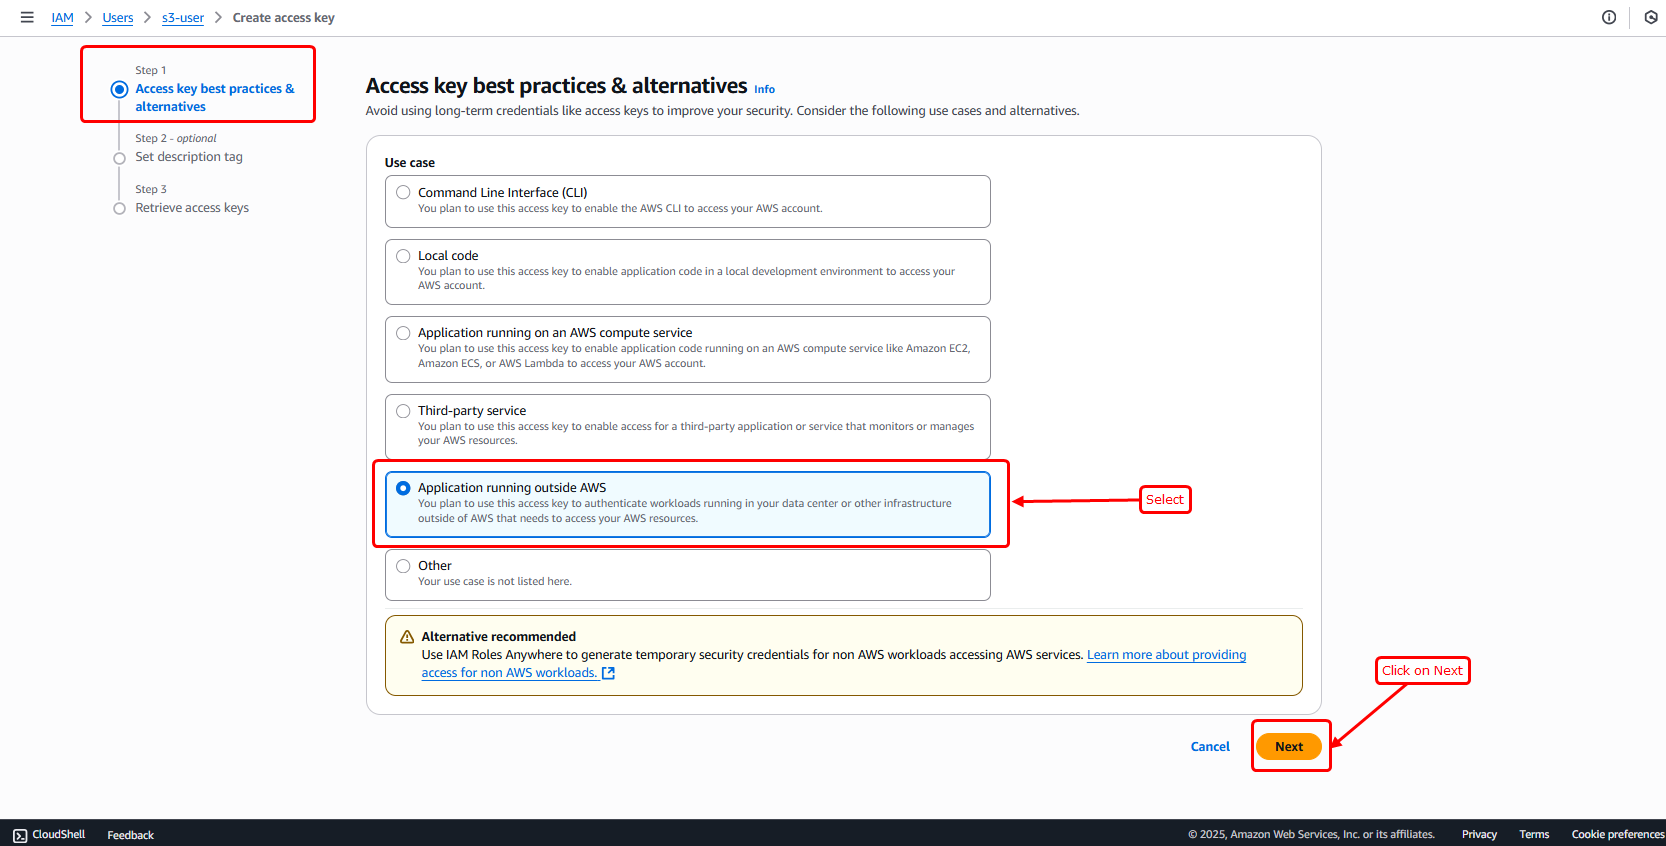 IAM > Users > s3-user > Create access key
Step 1
Access key best practices &
alternatives
Step 2 - optional
Set description tag
Step 3
Retrieve access keys
Access key best practices & alternatives Info
Avoid using long-term credentials like access keys to improve your security. Consider the following use cases and alternatives.
Use case
Command Line Interface (CLI)
You plan to use this access key to enable the AWS CLI to access your AWS account.
Local code
You plan to use this access key to enable application code in a local development environment to access your
AWS account.
Application running on an AWS compute service
You plan to use this access key to enable application code running on an AWS compute service like Amazon EC2,
Amazon ECS, or AWS Lambda to access your AWS account.
Third-party service
You plan to use this access key to enable access for a third-party application or service that monitors or manages
your AWS resources.
Application running outside AWS
You plan to use this access key to authenticate workloads running in your data center or other infrastructure
outside of AWS that needs to access your AWS resources.
Select
Other
Your use case is not listed here.
Alternative recommended
Use IAM Roles Anywhere to generate temporary security credentials for non AWS workloads accessing AWS services. Learn more about providing
access for non AWS workloads.
Click on Next
Cancel
Next
CloudShell
Feedback
© 2025, Amazon Web Services, Inc. or its affiliates.
Privacy
Terms
Cookie preferences